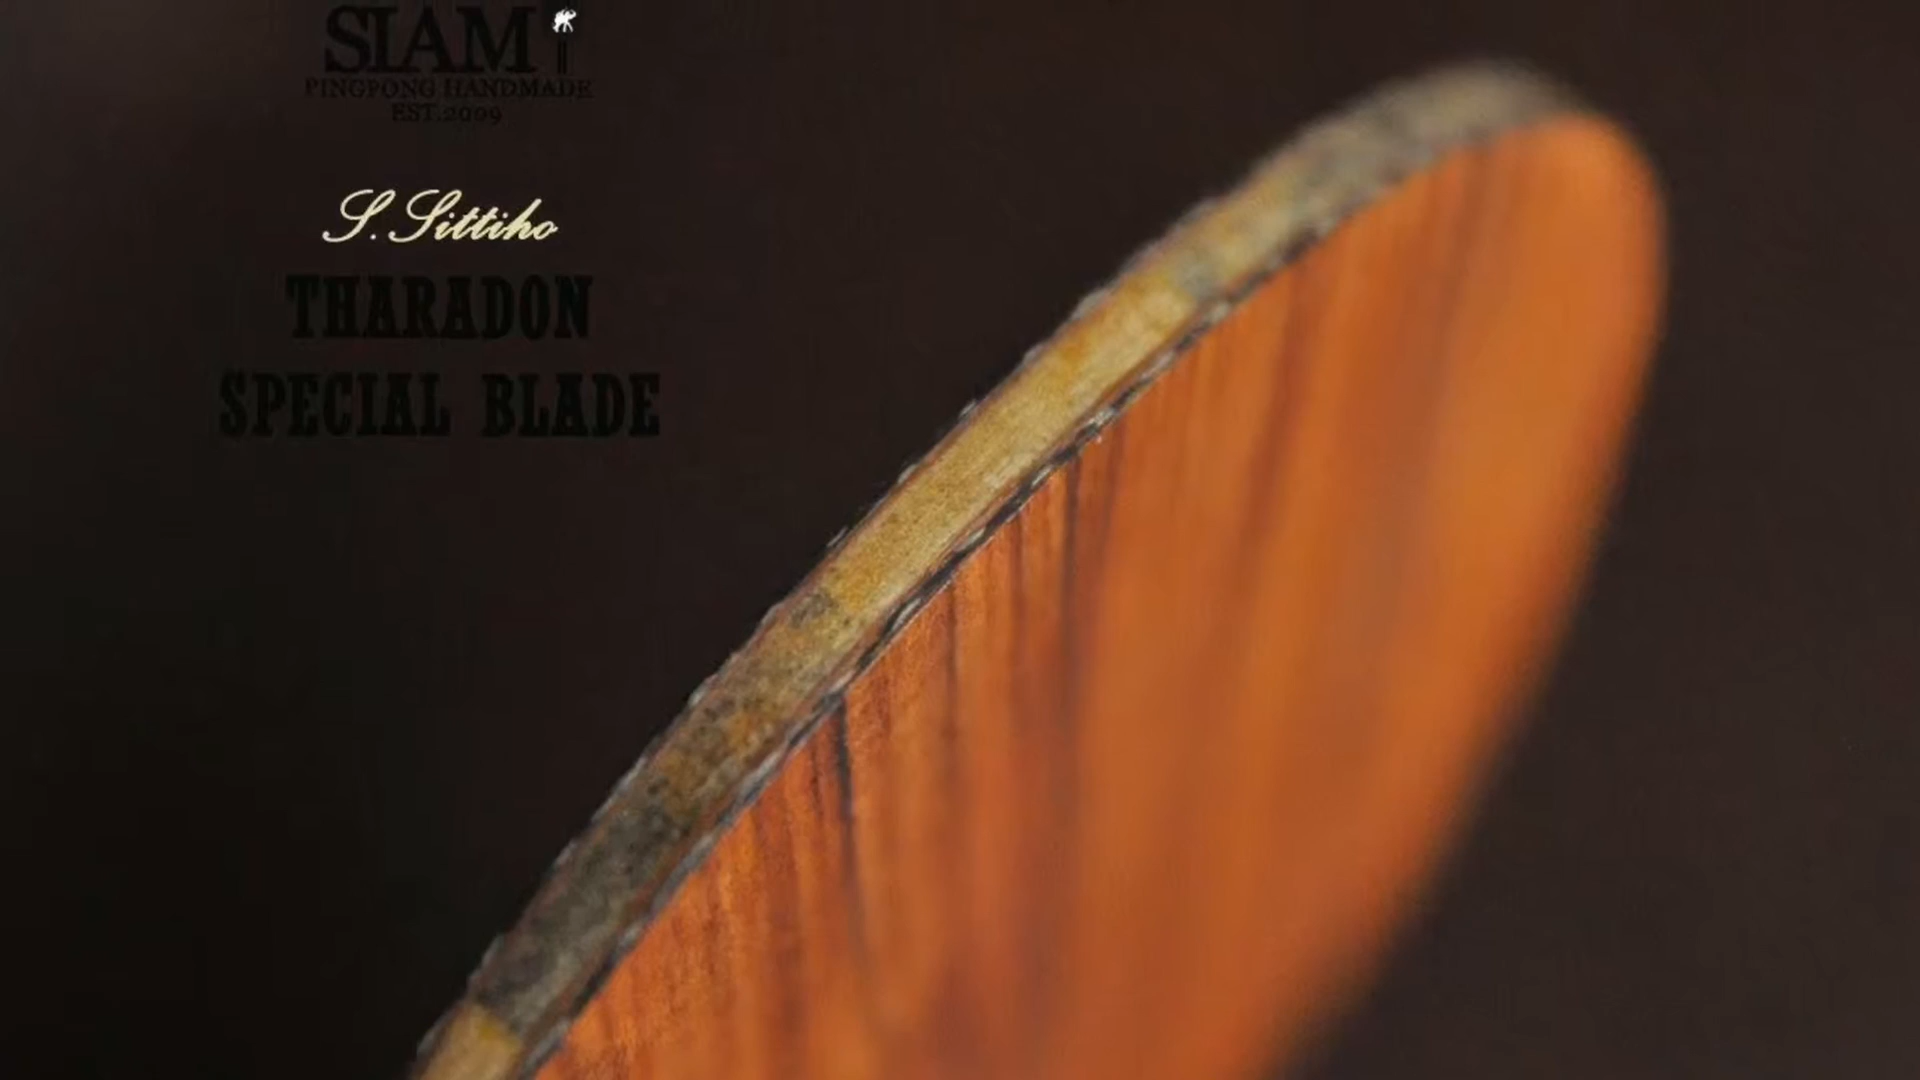 SIAM
PINGPONG HANDMADE
EST.2009
S.Sittiho
THARADON
SPECIAL BLADE